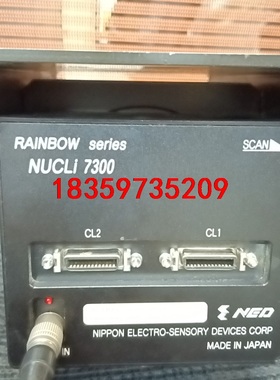 RAINBOW series
SCAN
NUCLi 7300
18359735209
CL2
CL1
NED
IN
NIPPON ELECTRO-SENSORY DEVICES CORP
MADE IN JAPAN